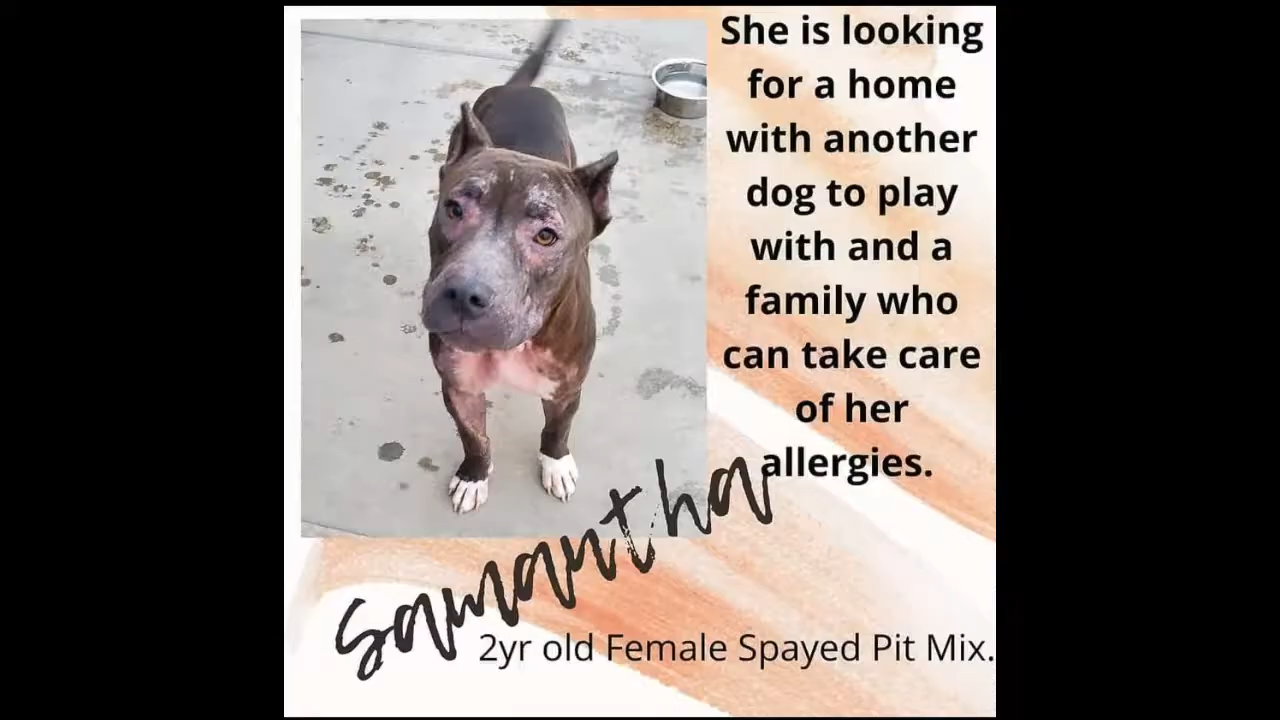 She is looking
for a home
with another
dog to play
with and a
family who
can take care
of her
allergies.
Samantha
2yr old Female Spayed Pit Mix.